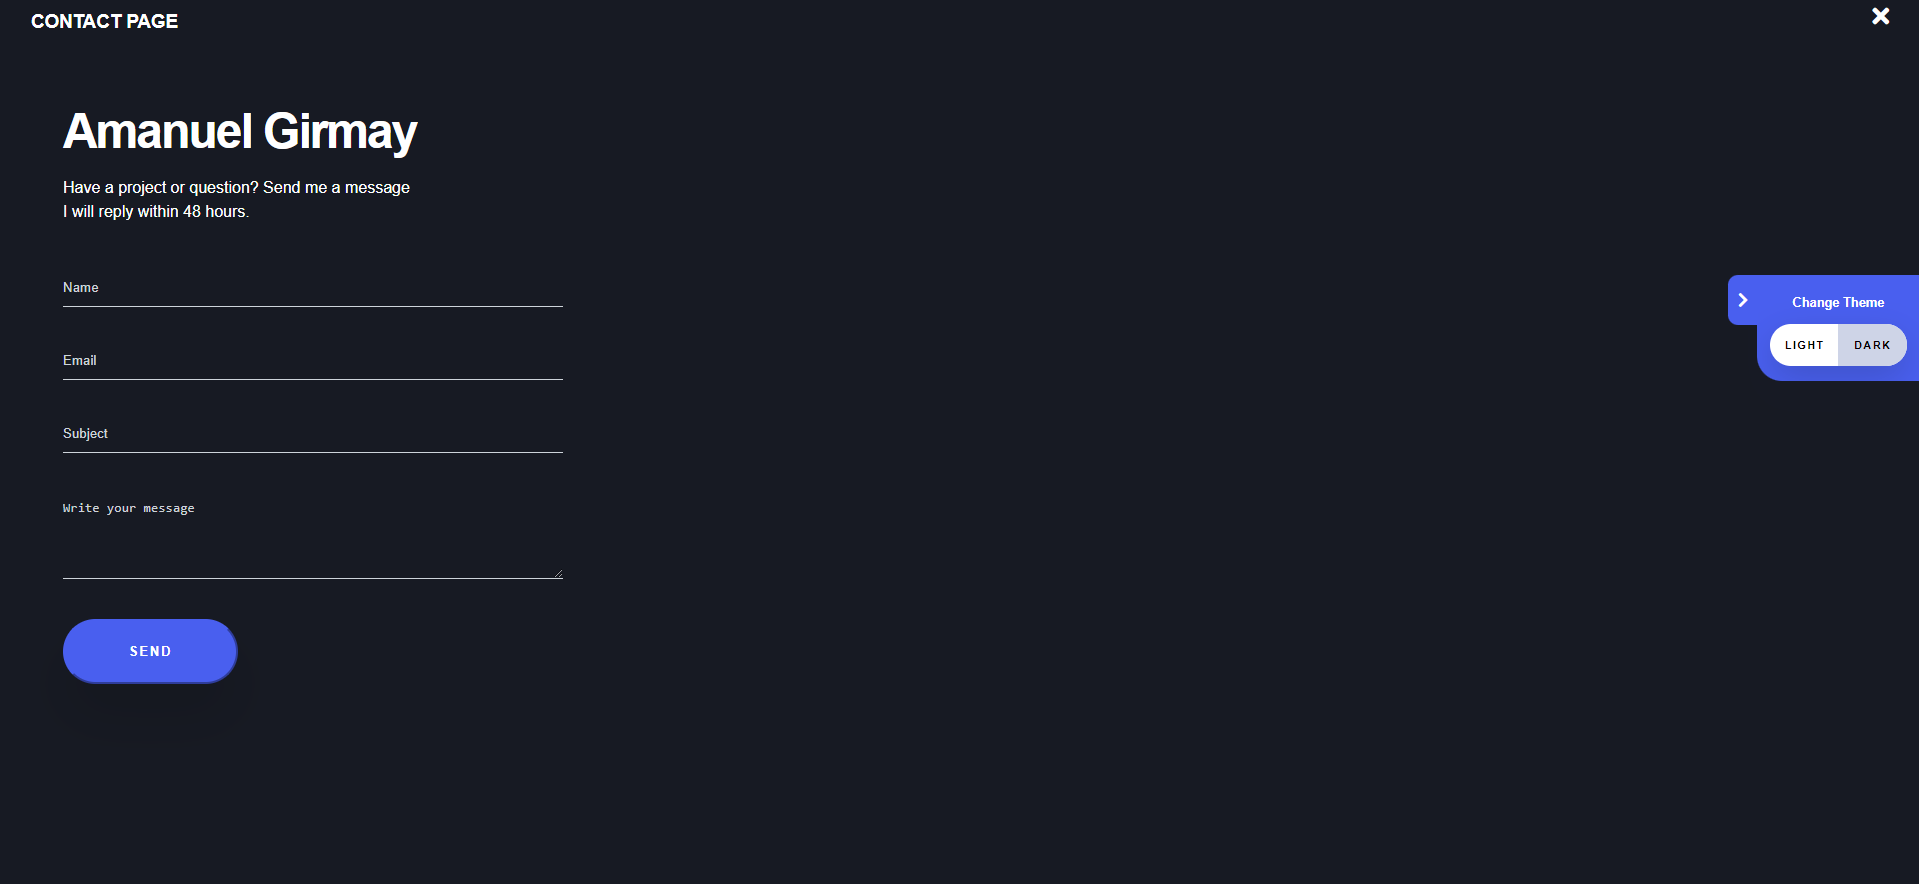 CONTACT PAGE
Amanuel Girmay
Have a project or question? Send me a message
I will reply within 48 hours.
Name
Email
Subject
Write your message
SEND
Change Theme
LIGHT DARK